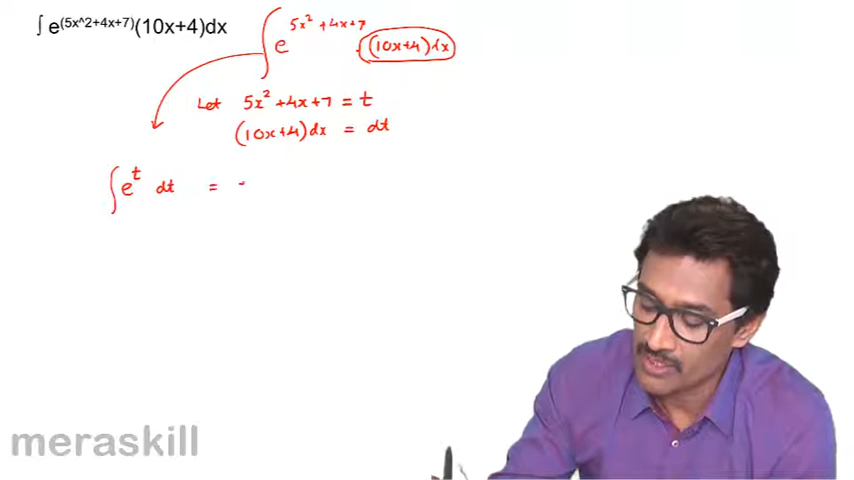 ∫ e^(5x^2+4x+7)(10x+4)dx
∫ e^5x²+4x+7 (10x+4)dx
Let 5x²+4x+7 = t
(10x+4)dx = dt
∫ e^t dt =
meraskill